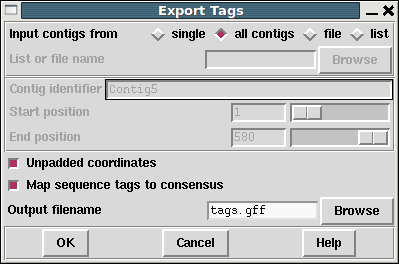 Export Tags
Input contigs from single all contigs file list
List or file name Browse
Contig identifier Contig5
Start position 1
End position 580
Unpadded coordinates
Map sequence tags to consensus
Output filename tags.gff Browse
OK Cancel Help